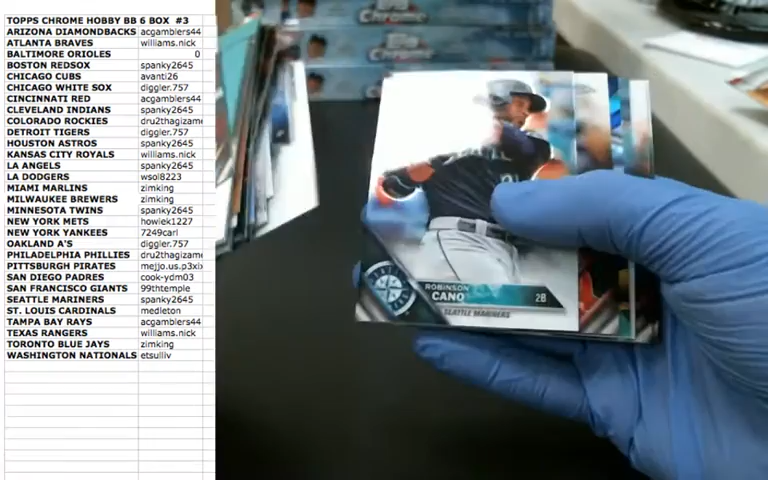 TOPPS CHROME HOBBY BB 6 BOX #3
ARIZONA DIAMONDBACKS acgamblers44
ATLANTA BRAVES williams.nick
BALTIMORE ORIOLES 0
BOSTON REDSOX spanky2645
CHICAGO CUBS avanti26
CHICAGO WHITE SOX diggler.757
CINCINNATI RED acgamblers44
CLEVELAND INDIANS spanky2645
COLORADO ROCKIES dru2thagizame
DETROIT TIGERS diggler.757
HOUSTON ASTROS spanky2645
KANSAS CITY ROYALS williams.nick
LA ANGELS spanky2645
LA DODGERS wsol8223
MIAMI MARLINS zimking
MILWAUKEE BREWERS zimking
MINNESOTA TWINS spanky2645
NEW YORK METS howiek1227
NEW YORK YANKEES 7249carl
OAKLAND A'S diggler.757
PHILADELPHIA PHILLIES dru2thagizame
PITTSBURGH PIRATES mejjo.us.p3xix
SAN DIEGO PADRES cook-ydm03
SAN FRANCISCO GIANTS 99thtemple
SEATTLE MARINERS spanky2645
ST. LOUIS CARDINALS medleton
TAMPA BAY RAYS acgamblers44
TEXAS RANGERS williams.nick
TORONTO BLUE JAYS zimking
WASHINGTON NATIONALS etsulliv
Topps
Chrome
ROBINSON
CANO 2B
SEATTLE MARINERS